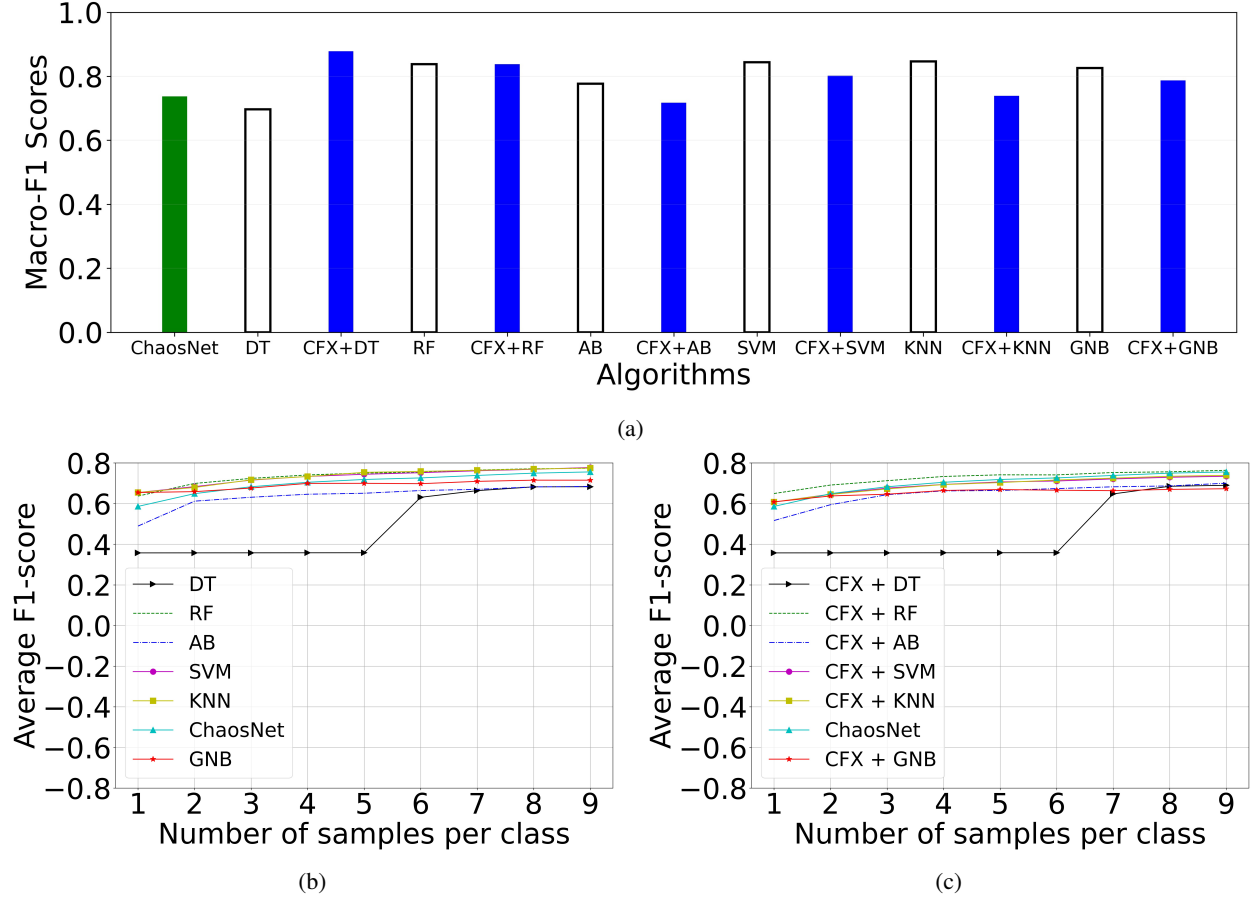 1.0
0.8
0.6
0.4
0.2
0.0
Macro-F1 Scores
ChaosNet DT CFX+DT RF CFX+RF AB CFX+AB SVM CFX+SVM KNN CFX+KNN GNB CFX+GNB
Algorithms
(a)
0.8
0.6
0.4
0.2
0.0
−0.2
−0.4
−0.6
−0.8
Average F1-score
DT
RF
AB
SVM
KNN
ChaosNet
GNB
1 2 3 4 5 6 7 8 9
Number of samples per class
(b)
0.8
0.6
0.4
0.2
0.0
−0.2
−0.4
−0.6
−0.8
Average F1-score
CFX + DT
CFX + RF
CFX + AB
CFX + SVM
CFX + KNN
ChaosNet
CFX + GNB
1 2 3 4 5 6 7 8 9
Number of samples per class
(c)